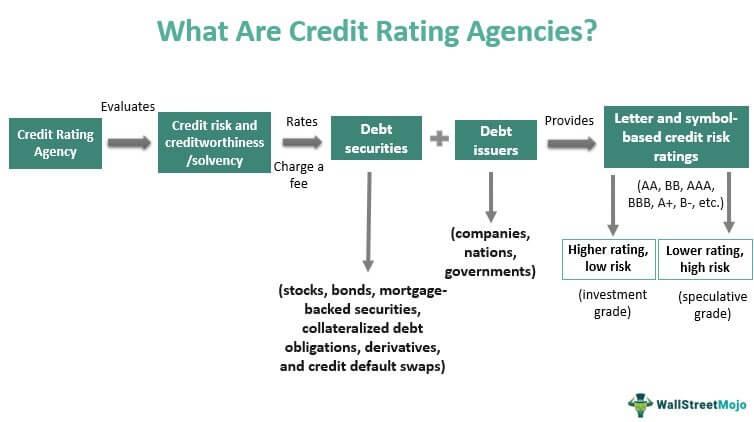 What Are Credit Rating Agencies?
Credit Rating
Agency
Evaluates
Credit risk and
creditworthiness
/solvency
Rates
Charge a
fee
Debt
securities
Debt
issuers
Provides
Letter and symbol-
based credit risk
ratings
(stocks, bonds, mortgage-
backed securities,
collateralized debt
obligations, derivatives,
and credit default swaps)
(companies,
nations,
governments)
(AA, BB, AAA,
BBB, A+, B-, etc.)
Higher rating,
low risk
(investment
grade)
Lower rating,
high risk
(speculative
grade)
WallStreetMojo